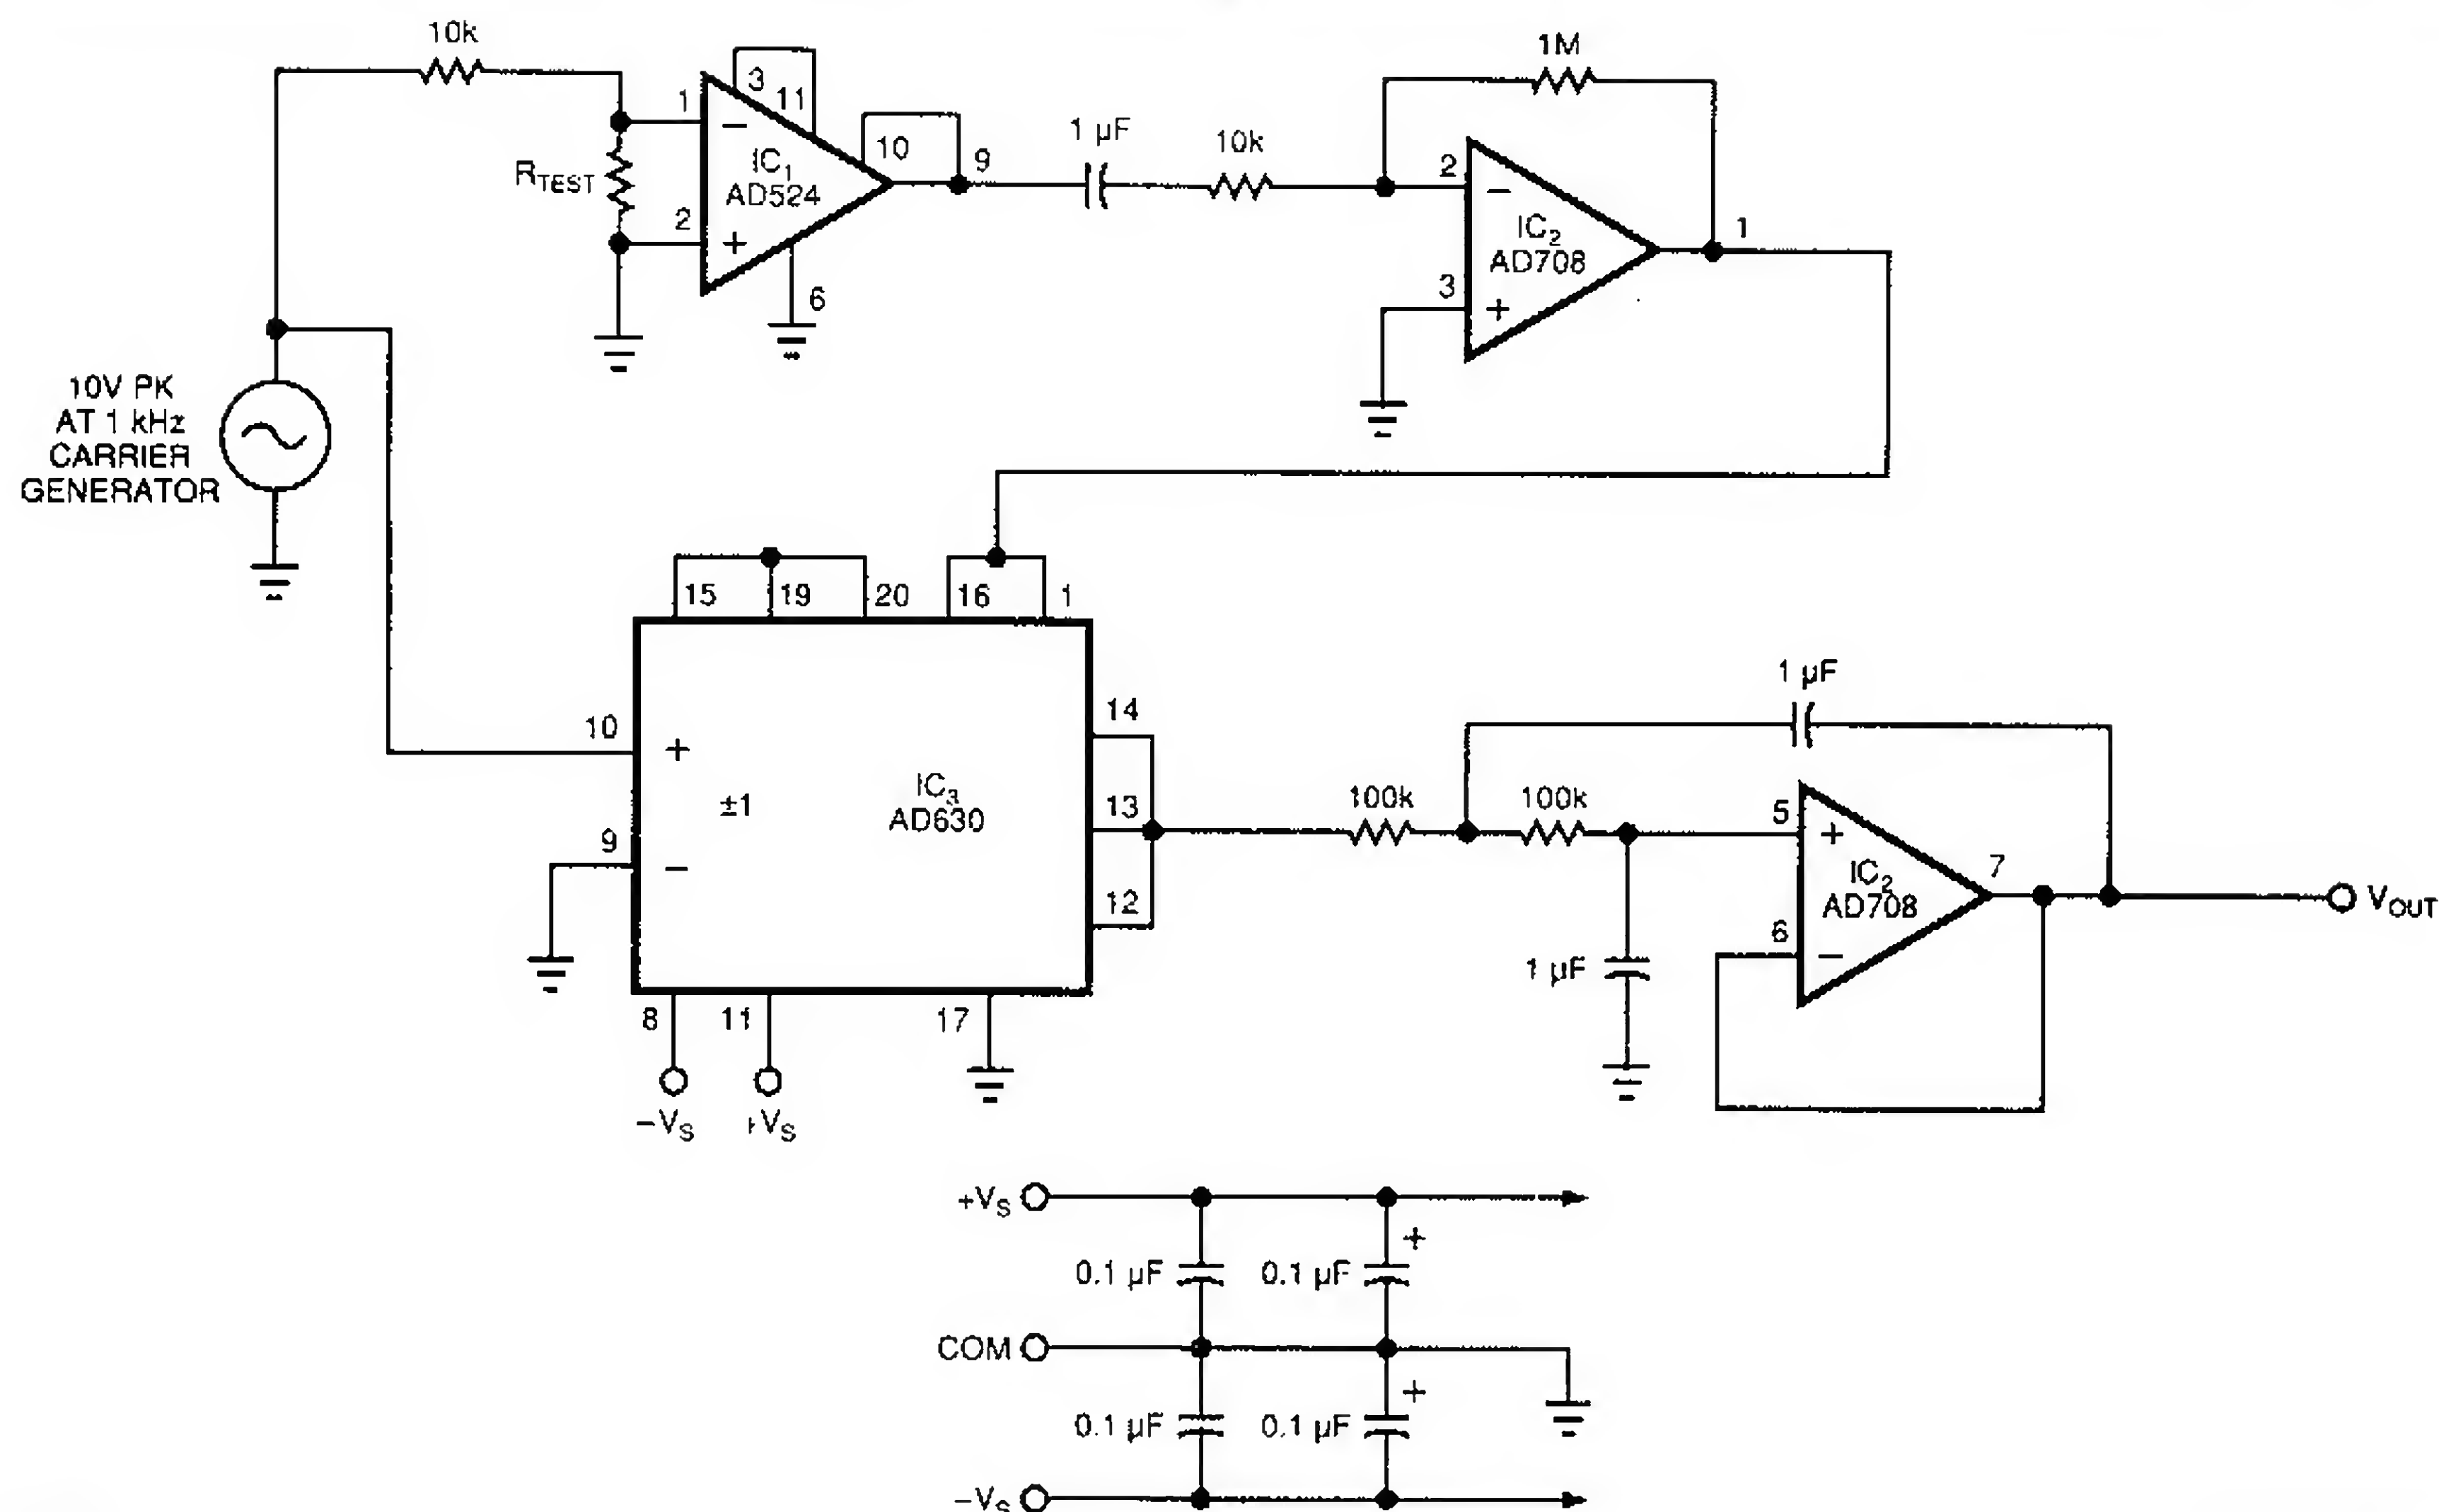 10k
1M
3
11
1
−
10
9
1 µF
10k
IC1
AD524
RTEST
2
+
6
2
−
IC2
AD708
1
3
+
10V PK
AT 1 kHz
CARRIER
GENERATOR
15
19
20
16
1
10
+
14
IC3
AD630
±1
13
9
−
12
8
11
17
−VS
+VS
1 µF
100k
100k
5
+
IC2
AD708
7
6
−
1 µF
VOUT
+VS
+
0.1 µF
0.1 µF
COM
+
0.1 µF
0.1 µF
−VS